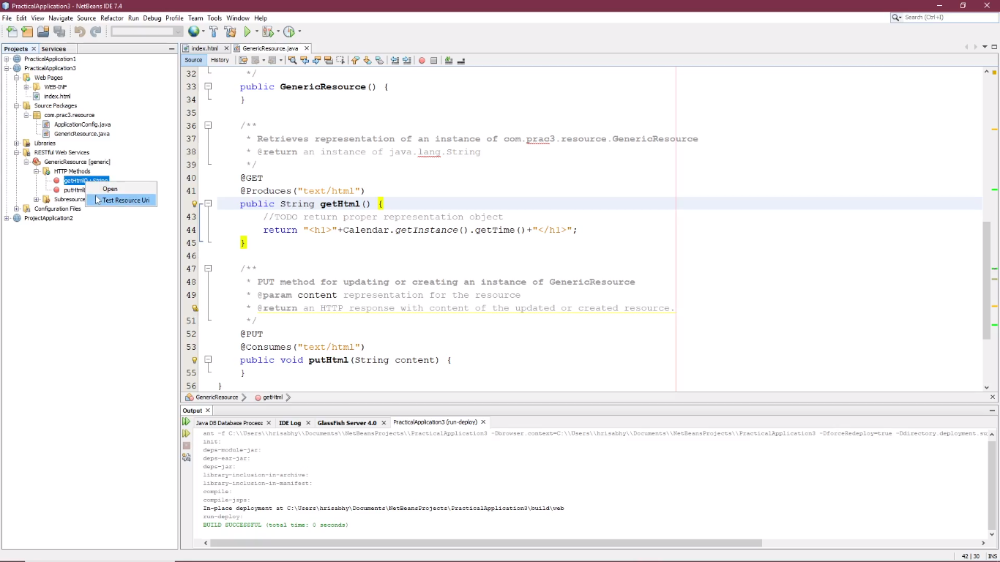 PracticalApplication3 - NetBeans IDE 7.4
File Edit View Navigate Source Refactor Run Debug Profile Team Tools Window Help
Search (Ctrl+I)
Projects Services
PracticalApplication1
PracticalApplication3
Web Pages
WEB-INF
index.html
Source Packages
com.prac3.resource
ApplicationConfig.java
GenericResource.java
Libraries
RESTful Web Services
GenericResource [generic]
HTTP Methods
getHtml() : String
putHtml(
Subresource
Configuration Files
ProjectApplication2
Open
Test Resource Uri
index.html GenericResource.java
Source History
32 */
33 public GenericResource() {
34 }
35
36 /**
37 * Retrieves representation of an instance of com.prac3.resource.GenericResource
38 * @return an instance of java.lang.String
39 */
40 @GET
41 @Produces("text/html")
public String getHtml() {
43 //TODO return proper representation object
44 return "<h1>"+Calendar.getInstance().getTime()+"</h1>";
45 }
46
47 /**
48 * PUT method for updating or creating an instance of GenericResource
49 * @param content representation for the resource
* @return an HTTP response with content of the updated or created resource.
51 */
52 @PUT
53 @Consumes("text/html")
public void putHtml(String content) {
55 }
56 }
GenericResource getHtml
Output
Java DB Database Process IDE Log GlassFish Server 4.0 PracticalApplication3 (run-deploy)
ant -f C:\\Users\\hrisabhy\\Documents\\NetBeansProjects\\PracticalApplication3 -Dbrowser.context=C:\\Users\\hrisabhy\\Documents\\NetBeansProjects\\PracticalApplication3 -DforceRedeploy=true -Ddirectory.deployment.su
init:
deps-module-jar:
deps-ear-jar:
deps-jar:
library-inclusion-in-archive:
library-inclusion-in-manifest:
compile:
compile-jsps:
In-place deployment at C:\Users\hrisabhy\Documents\NetBeansProjects\PracticalApplication3\build\web
run-deploy:
BUILD SUCCESSFUL (total time: 0 seconds)
42 | 30 INS